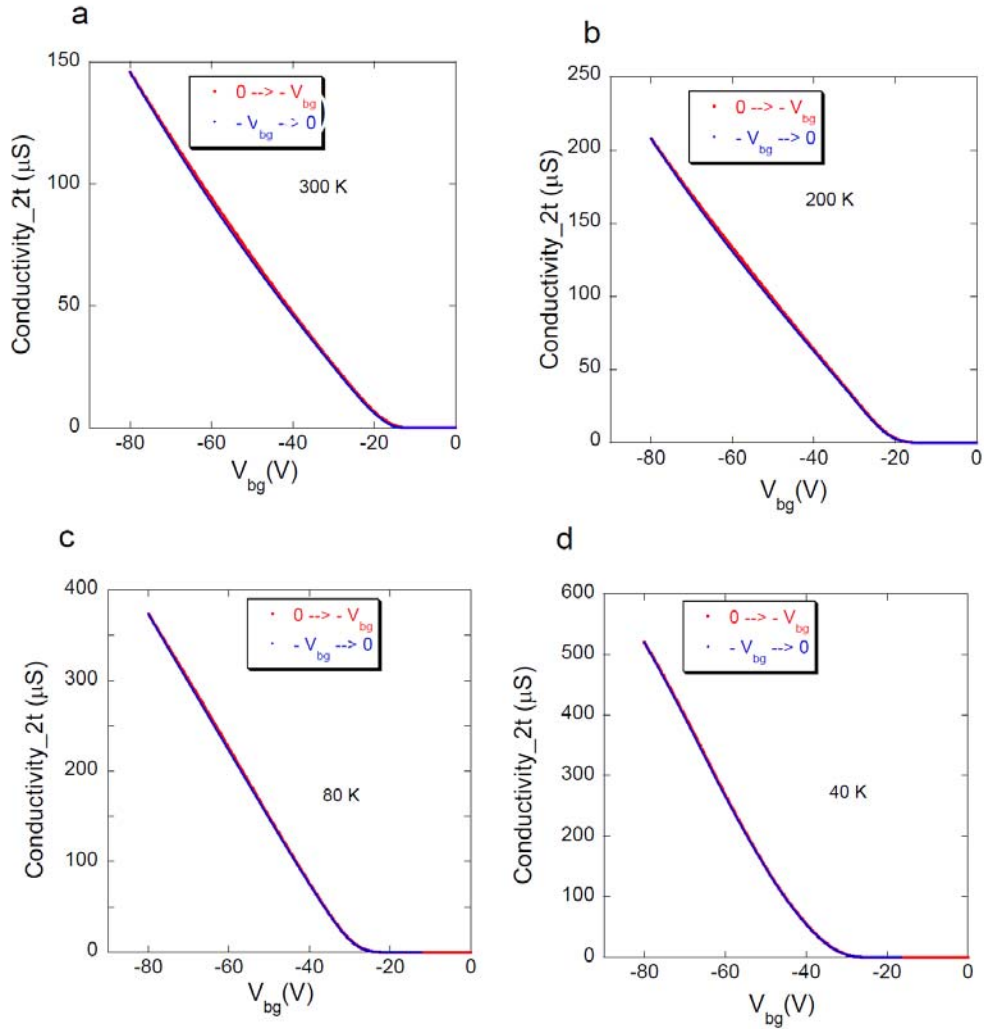 a
Conductivity_2t (μS)
150
100
50
0
0 --> - V_bg
- V_bg - -> 0
300 K
-80 -60 -40 -20 0
V_bg(V)
b
Conductivity_2t (μS)
250
200
150
100
50
0
0 --> - V_bg
- V_bg --> 0
200 K
-80 -60 -40 -20 0
V_bg(V)
c
Conductivity_2t (μS)
400
300
200
100
0
0 --> - V_bg
- V_bg --> 0
80 K
-80 -60 -40 -20 0
V_bg(V)
d
Conductivity_2t (μS)
600
500
400
300
200
100
0
0 --> - V_bg
- V_bg --> 0
40 K
-80 -60 -40 -20 0
V_bg(V)